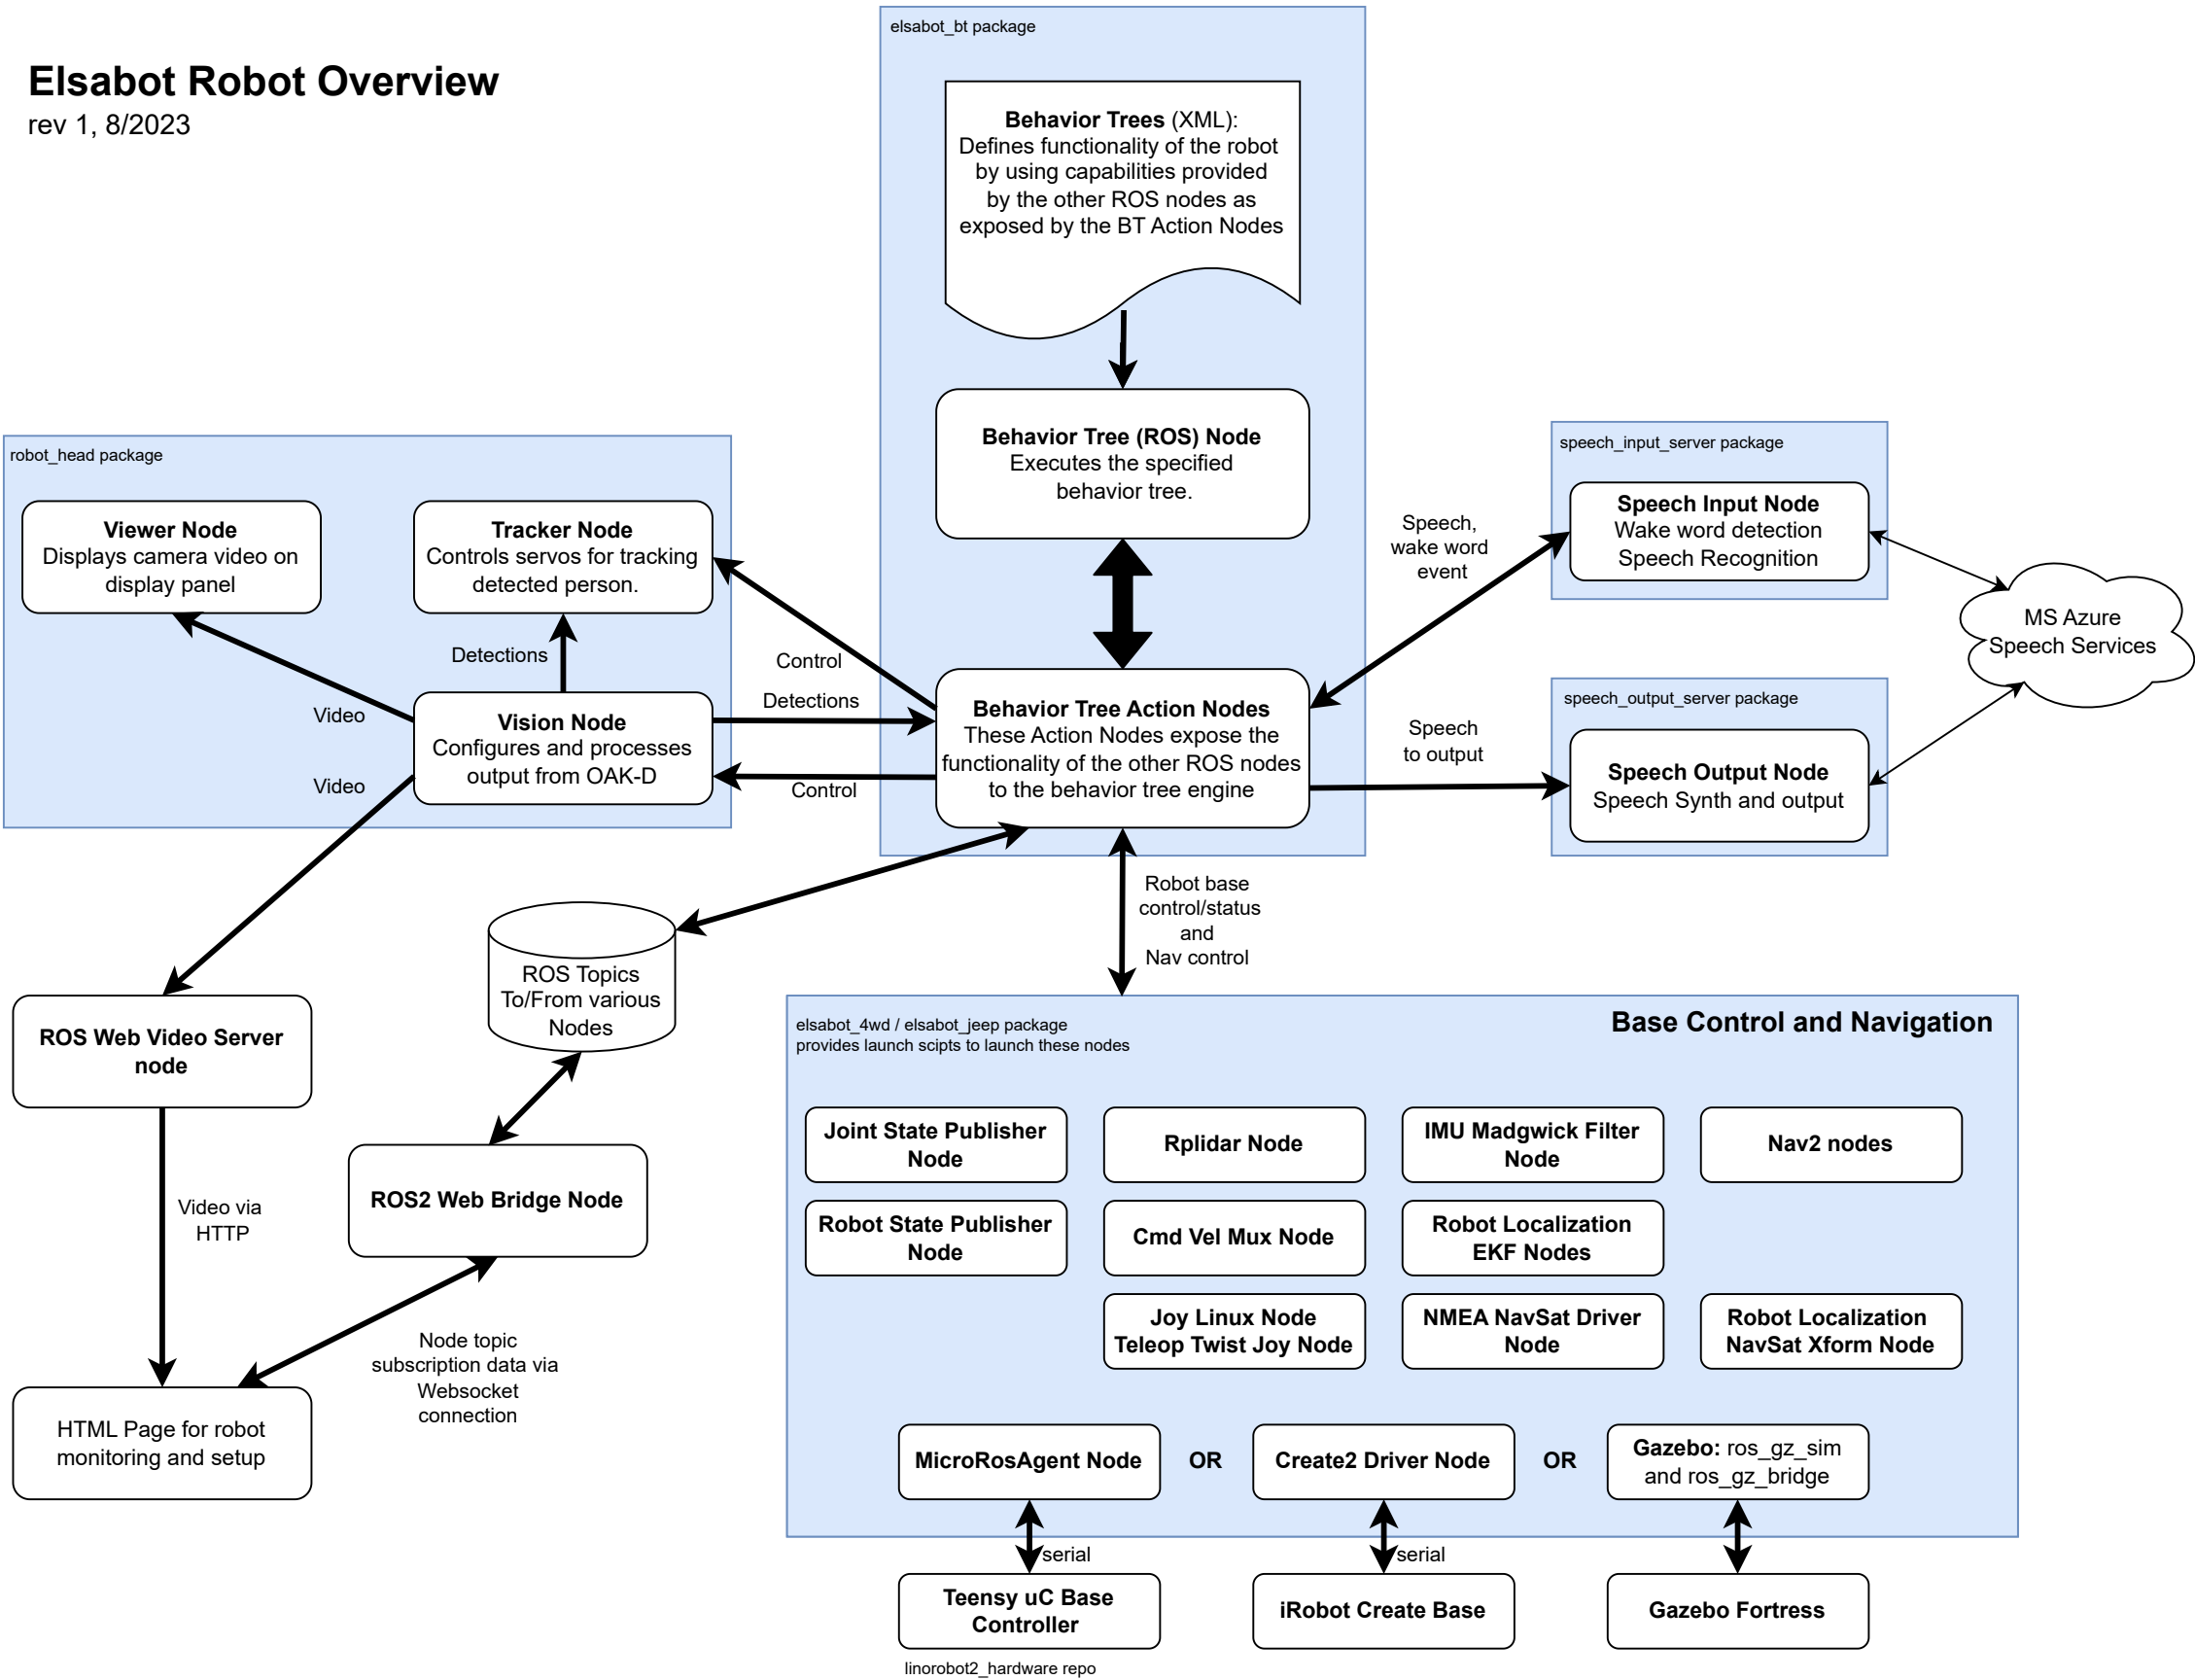 Elsabot Robot Overview
rev 1, 8/2023
elsabot_bt package
Behavior Trees (XML):
Defines functionality of the robot
by using capabilities provided
by the other ROS nodes as
exposed by the BT Action Nodes
Behavior Tree (ROS) Node
Executes the specified
behavior tree.
robot_head package
Viewer Node
Displays camera video on
display panel
Tracker Node
Controls servos for tracking
detected person.
Detections
Video
Video
Vision Node
Configures and processes
output from OAK-D
Control
Detections
Control
Behavior Tree Action Nodes
These Action Nodes expose the
functionality of the other ROS nodes
to the behavior tree engine
Speech,
wake word
event
speech_input_server package
Speech Input Node
Wake word detection
Speech Recognition
MS Azure
Speech Services
Speech
to output
speech_output_server package
Speech Output Node
Speech Synth and output
Robot base
control/status
and
Nav control
ROS Topics
To/From various
Nodes
ROS Web Video Server
node
ROS2 Web Bridge Node
Video via
HTTP
Node topic
subscription data via
Websocket
connection
HTML Page for robot
monitoring and setup
elsabot_4wd / elsabot_jeep package
provides launch scipts to launch these nodes
Base Control and Navigation
Joint State Publisher
Node
Rplidar Node
IMU Madgwick Filter
Node
Nav2 nodes
Robot State Publisher
Node
Cmd Vel Mux Node
Robot Localization
EKF Nodes
Joy Linux Node
Teleop Twist Joy Node
NMEA NavSat Driver
Node
Robot Localization
NavSat Xform Node
MicroRosAgent Node
OR
Create2 Driver Node
OR
Gazebo: ros_gz_sim
and ros_gz_bridge
serial
serial
Teensy uC Base
Controller
iRobot Create Base
Gazebo Fortress
linorobot2_hardware repo